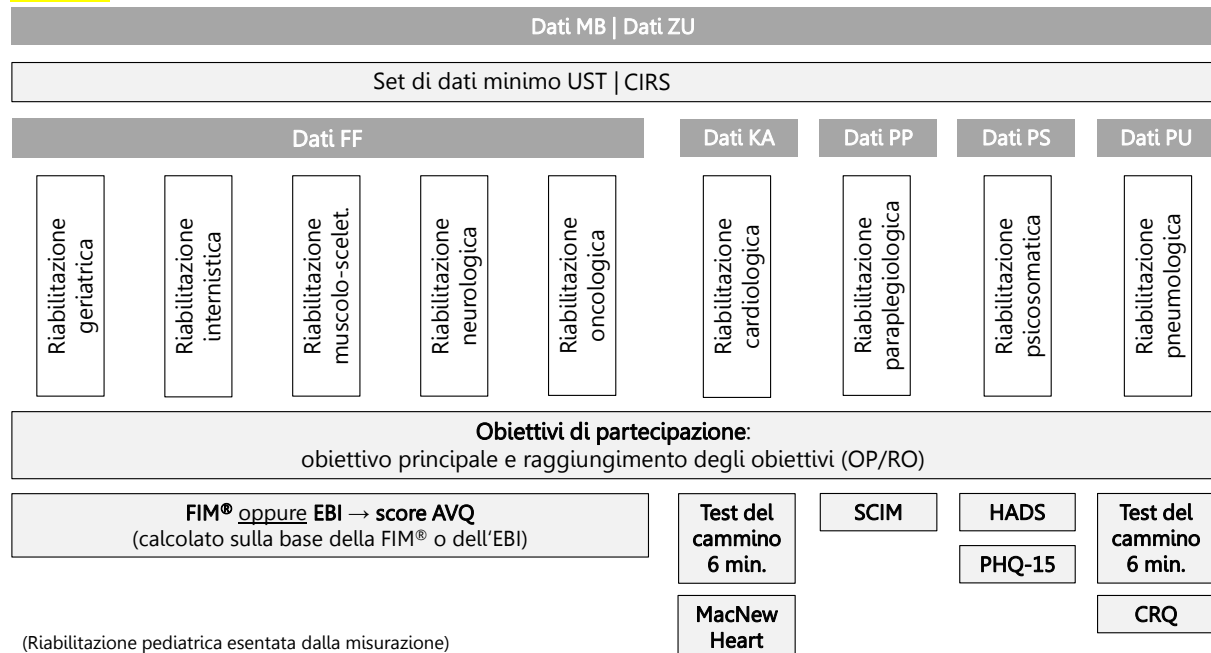 Dati MB | Dati ZU
Set di dati minimo UST | CIRS
Dati FF
Dati KA
Dati PP
Dati PS
Dati PU
Riabilitazione
geriatrica
Riabilitazione
internistica
Riabilitazione
muscolo-scelet.
Riabilitazione
neurologica
Riabilitazione
oncologica
Riabilitazione
cardiologica
Riabilitazione
paraplegiologica
Riabilitazione
psicosomatica
Riabilitazione
pneumologica
Obiettivi di partecipazione:
obiettivo principale e raggiungimento degli obiettivi (OP/RO)
FIM® oppure EBI → score AVQ
(calcolato sulla base della FIM® o dell’EBI)
Test del
cammino
6 min.
MacNew
Heart
SCIM
HADS
PHQ-15
Test del
cammino
6 min.
CRQ
(Riabilitazione pediatrica esentata dalla misurazione)